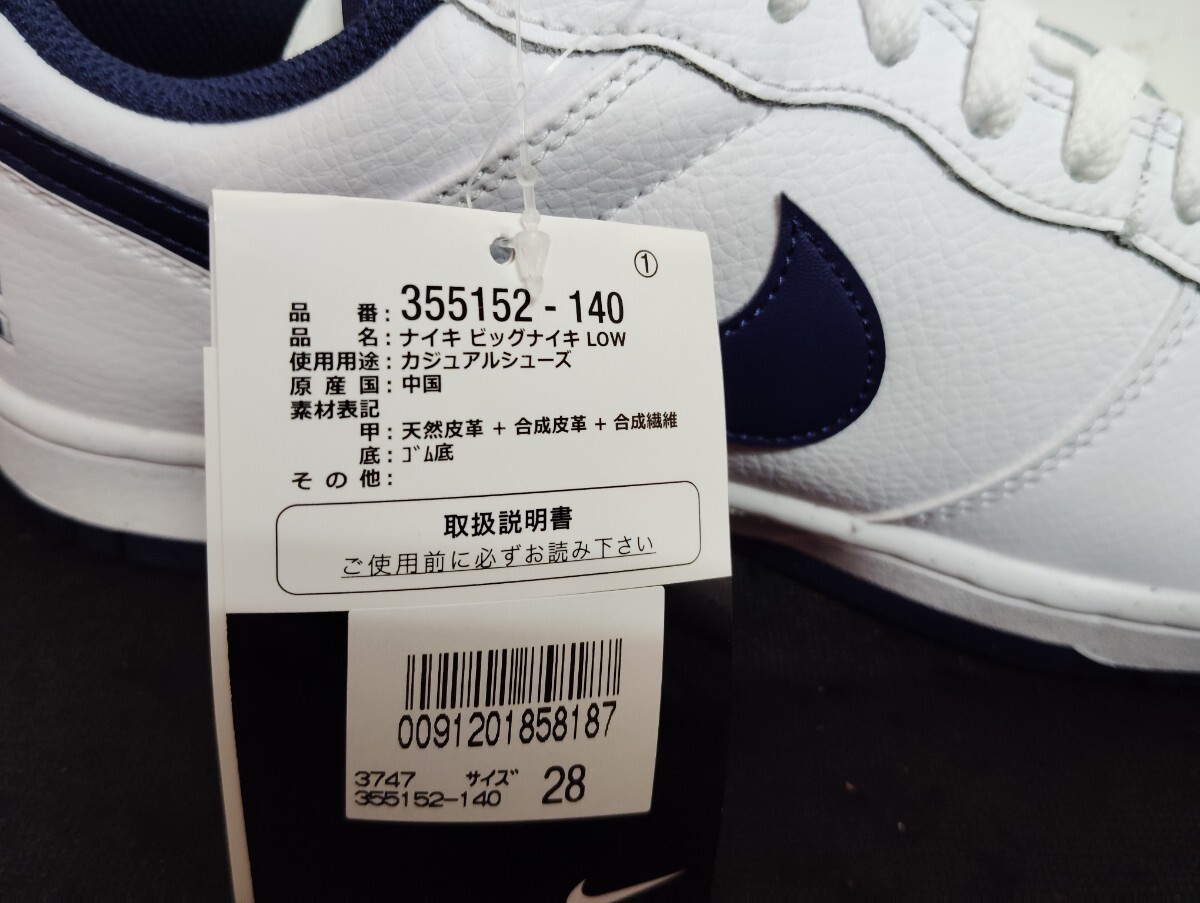 ①
品番：355152-140
品名：ナイキ ビッグナイキ LOW
使用用途：カジュアルシューズ
原産国：中国
素材表記
甲：天然皮革 + 合成皮革 + 合成繊維
底：ｺﾞﾑ底
その他：
取扱説明書
ご使用前に必ずお読み下さい
0091201858187
3747 サイズ 28
355152-140